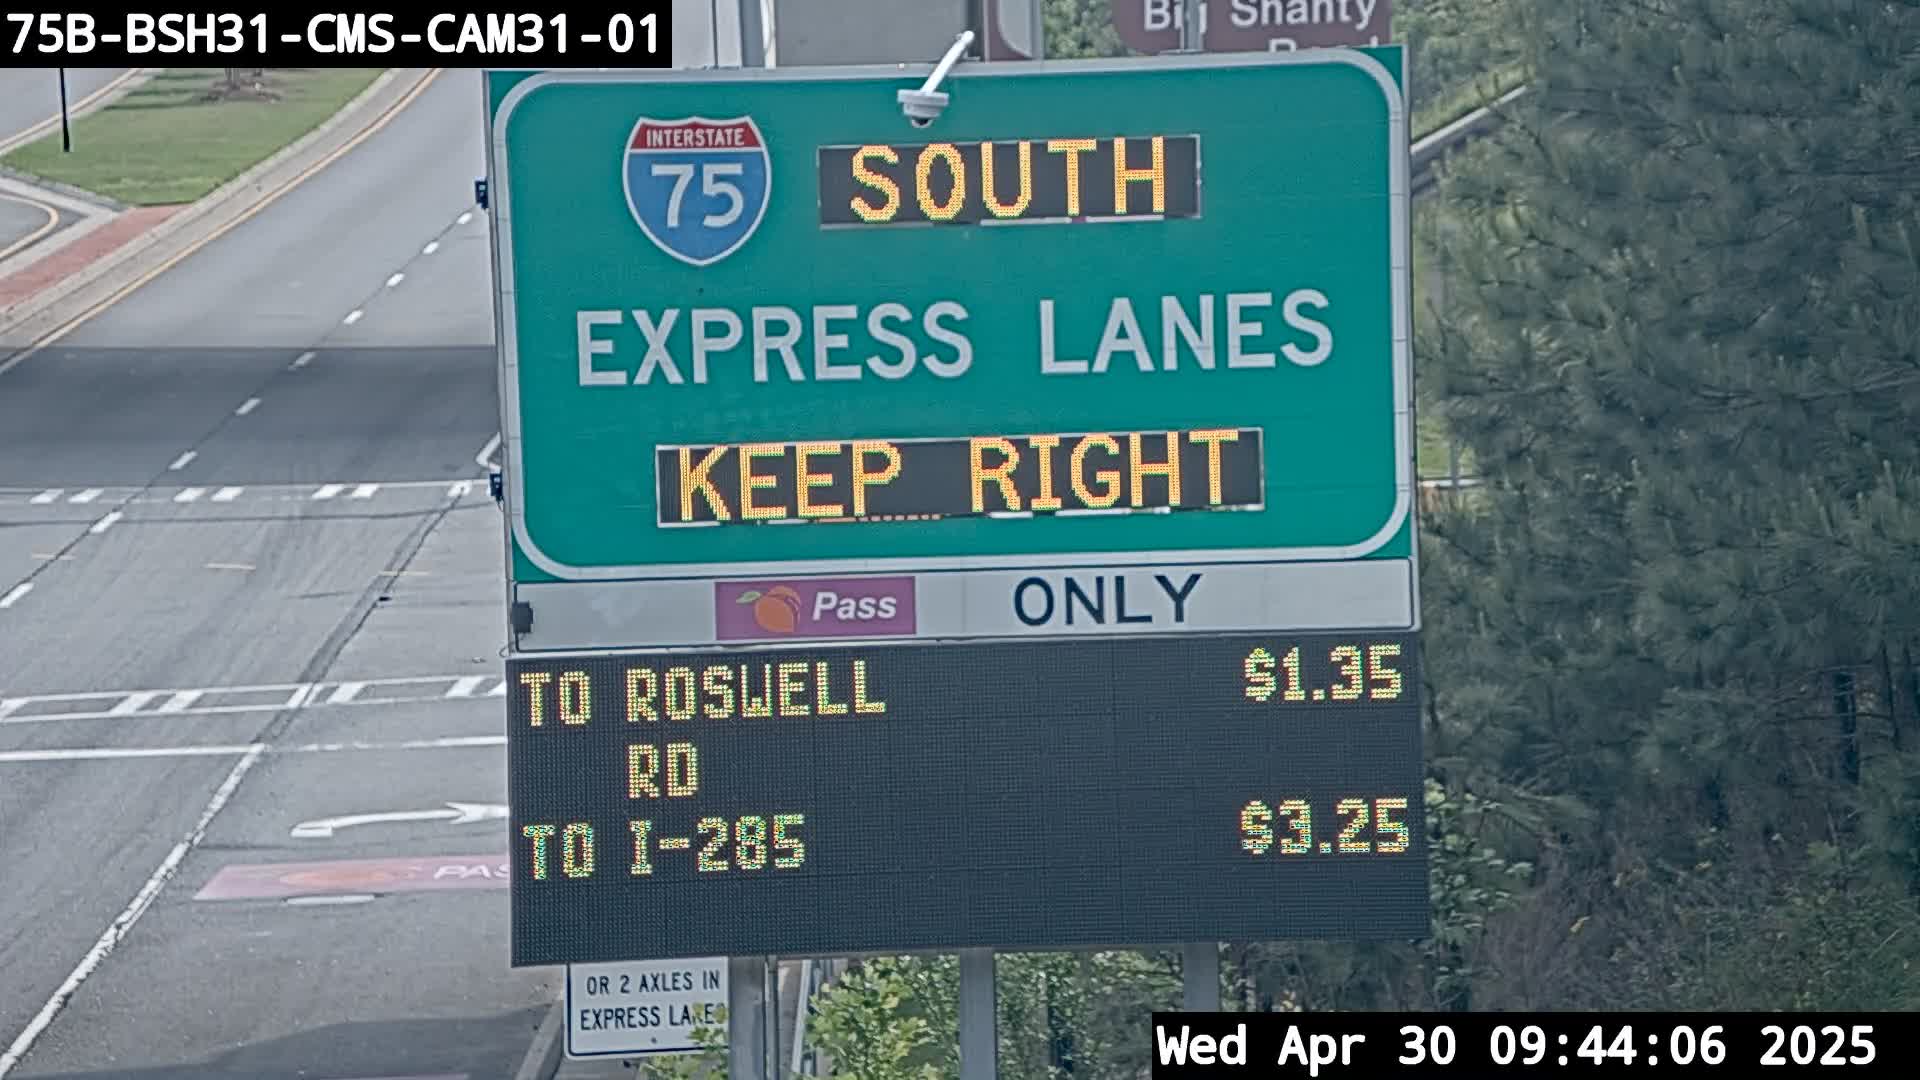 75B-BSH31-CMS-CAM31-01
Big Shanty
INTERSTATE
75
SOUTH
EXPRESS LANES
KEEP RIGHT
Pass ONLY
TO ROSWELL $1.35
RD
TO I-285 $3.25
OR 2 AXLES IN
EXPRESS LANES
Wed Apr 30 09:44:06 2025